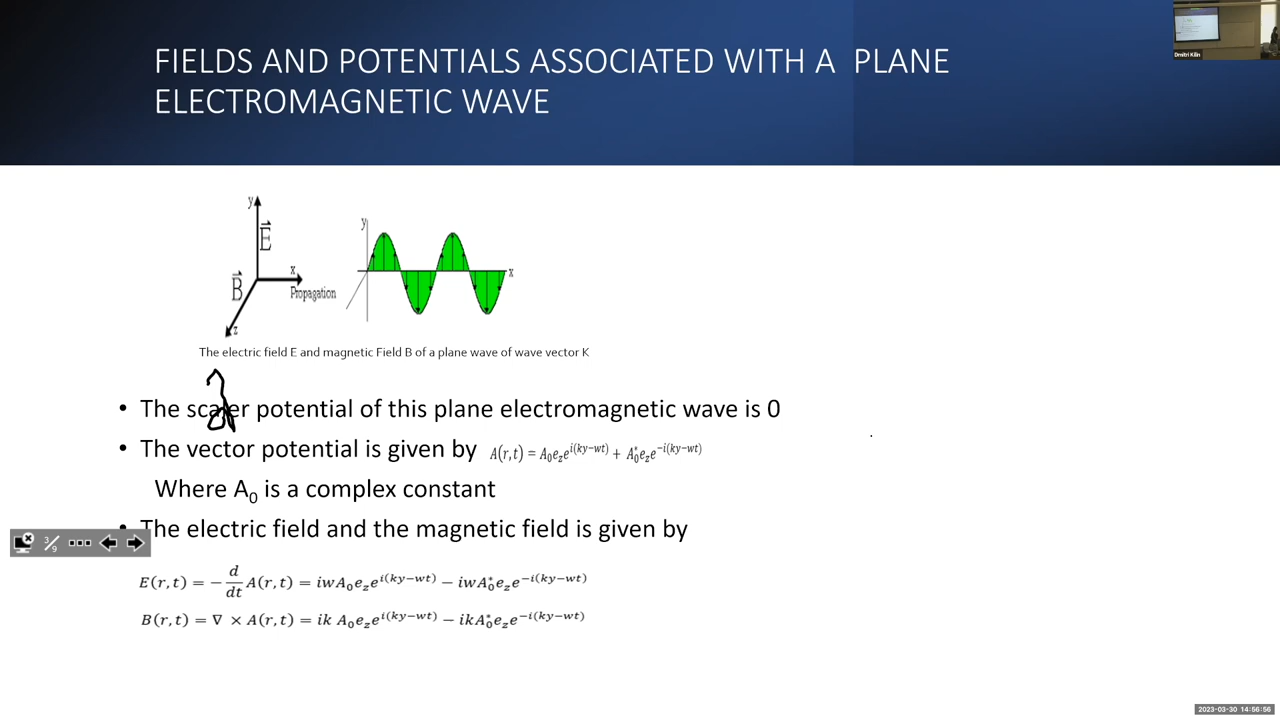 FIELDS AND POTENTIALS ASSOCIATED WITH A PLANE
ELECTROMAGNETIC WAVE
Dmitri Kilin
y
E⃗
B⃗
x
Propagation
z
y
x
The electric field E and magnetic Field B of a plane wave of wave vector K
• The scaler potential of this plane electromagnetic wave is 0
• The vector potential is given by A(r,t) = A₀e_z e^{i(ky−wt)} + A₀*e_z e^{−i(ky−wt)}
Where A₀ is a complex constant
• The electric field and the magnetic field is given by
3/9
E(r,t) = −d/dt A(r,t) = iwA₀e_z e^{i(ky−wt)} − iwA₀*e_z e^{−i(ky−wt)}
B(r,t) = ∇ × A(r,t) = ik A₀e_z e^{i(ky−wt)} − ikA₀*e_z e^{−i(ky−wt)}
2023-03-30 14:56:56